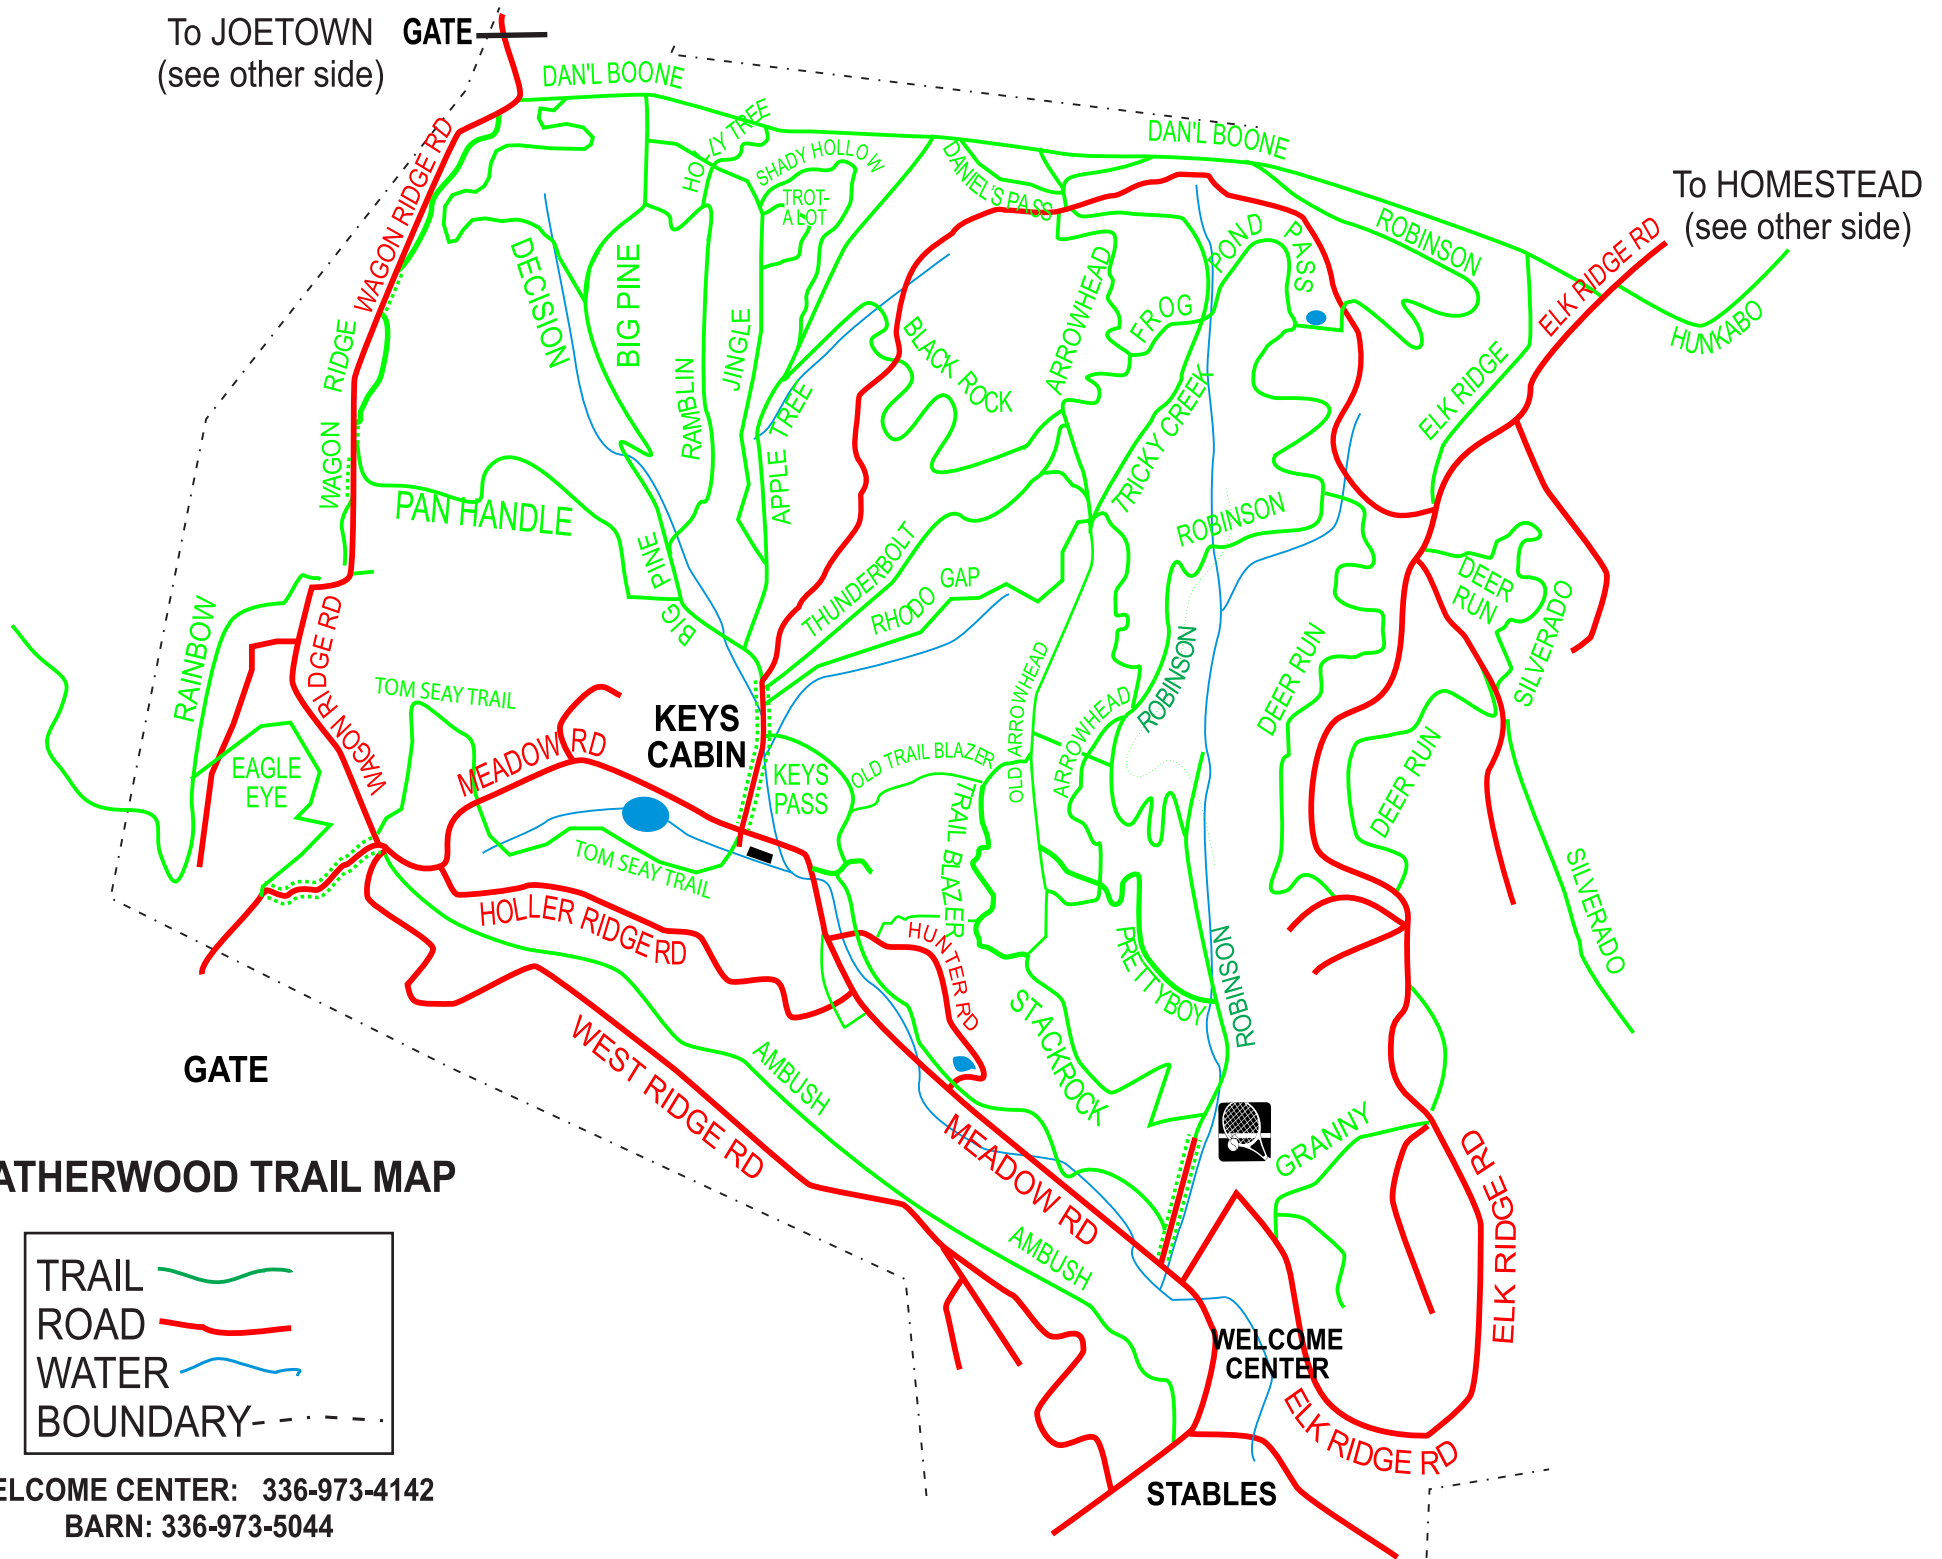 To JOETOWN
(see other side)
GATE
DAN'L BOONE
DAN'L BOONE
To HOMESTEAD
(see other side)
WAGON RIDGE RD
HOLLY TREE
SHADY HOLLOW
TROT-
A LOT
DANIEL'S PASS
ROBINSON
ELK RIDGE RD
HUNKABO
DECISION
BIG PINE
RAMBLIN
JINGLE
APPLE TREE
BLACK ROCK
ARROWHEAD
FROG
POND
PASS
TRICKY CREEK
ELK RIDGE
WAGON RIDGE
PAN HANDLE
BIG PINE
THUNDERBOLT
RHODO GAP
ROBINSON
DEER
RUN
SILVERADO
RAINBOW
WAGON RIDGE RD
TOM SEAY TRAIL
MEADOW RD
KEYS
CABIN
KEYS
PASS
OLD TRAIL BLAZER
OLD ARROWHEAD
ARROWHEAD
ROBINSON
DEER RUN
DEER RUN
EAGLE
EYE
TOM SEAY TRAIL
TRAIL BLAZER
HOLLER RIDGE RD
HUNTER RD
PRETTYBOY
ROBINSON
SILVERADO
STACKROCK
GATE
WEST RIDGE RD
AMBUSH
MEADOW RD
GRANNY
ELK RIDGE RD
AMBUSH
ATHERWOOD TRAIL MAP
TRAIL
ROAD
WATER
BOUNDARY
WELCOME
CENTER
ELK RIDGE RD
STABLES
ELCOME CENTER: 336-973-4142
BARN: 336-973-5044